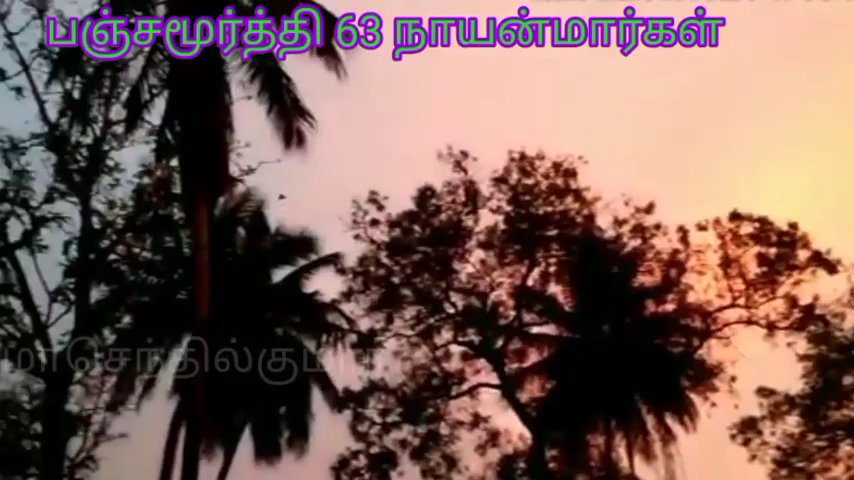 பஞ்சமூர்த்தி 63 நாயன்மார்கள்
மாசெந்தில்குமார்